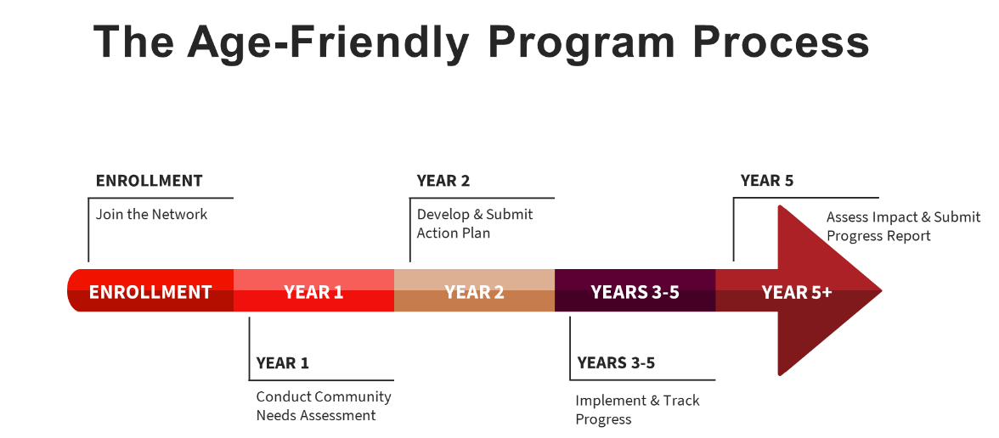 The Age-Friendly Program Process
ENROLLMENT
Join the Network
YEAR 2
Develop & Submit
Action Plan
YEAR 5
Assess Impact & Submit
Progress Report
ENROLLMENT
YEAR 1
YEAR 2
YEARS 3-5
YEAR 5+
YEAR 1
Conduct Community
Needs Assessment
YEARS 3-5
Implement & Track
Progress